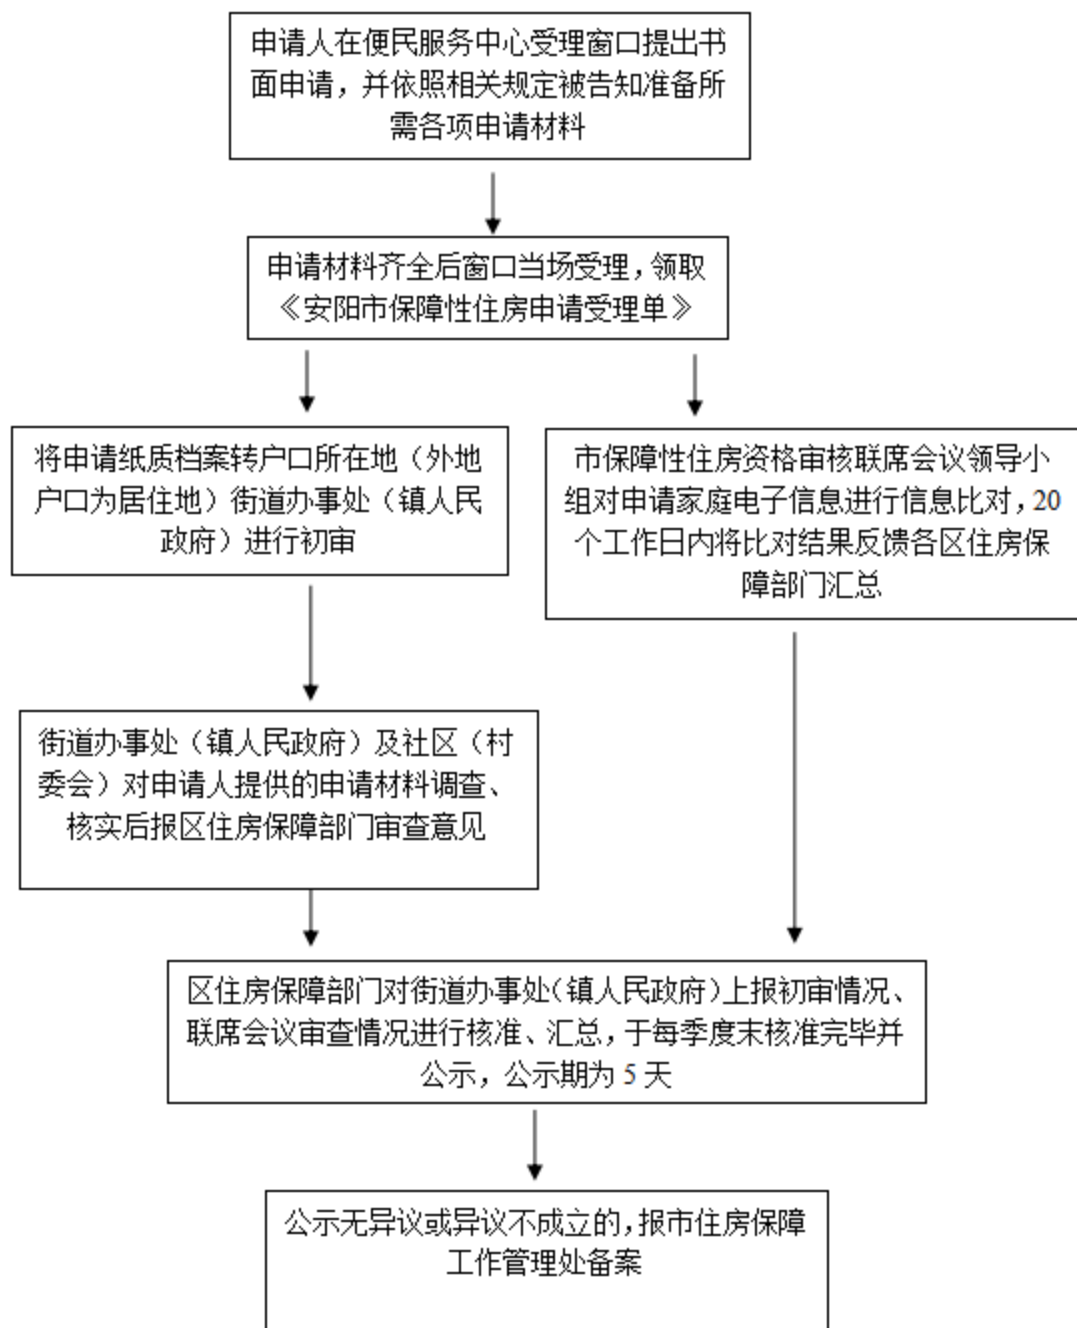 申请人在便民服务中心受理窗口提出书
面申请，并依照相关规定被告知准备所
需各项申请材料
申请材料齐全后窗口当场受理，领取
《安阳市保障性住房申请受理单》
将申请纸质档案转户口所在地（外地
户口为居住地）街道办事处（镇人民
政府）进行初审
市保障性住房资格审核联席会议领导小
组对申请家庭电子信息进行信息比对，20
个工作日内将比对结果反馈各区住房保
障部门汇总
街道办事处（镇人民政府）及社区（村
委会）对申请人提供的申请材料调查、
核实后报区住房保障部门审查意见
区住房保障部门对街道办事处（镇人民政府）上报初审情况、
联席会议审查情况进行核准、汇总，于每季度末核准完毕并
公示，公示期为 5 天
公示无异议或异议不成立的，报市住房保障
工作管理处备案